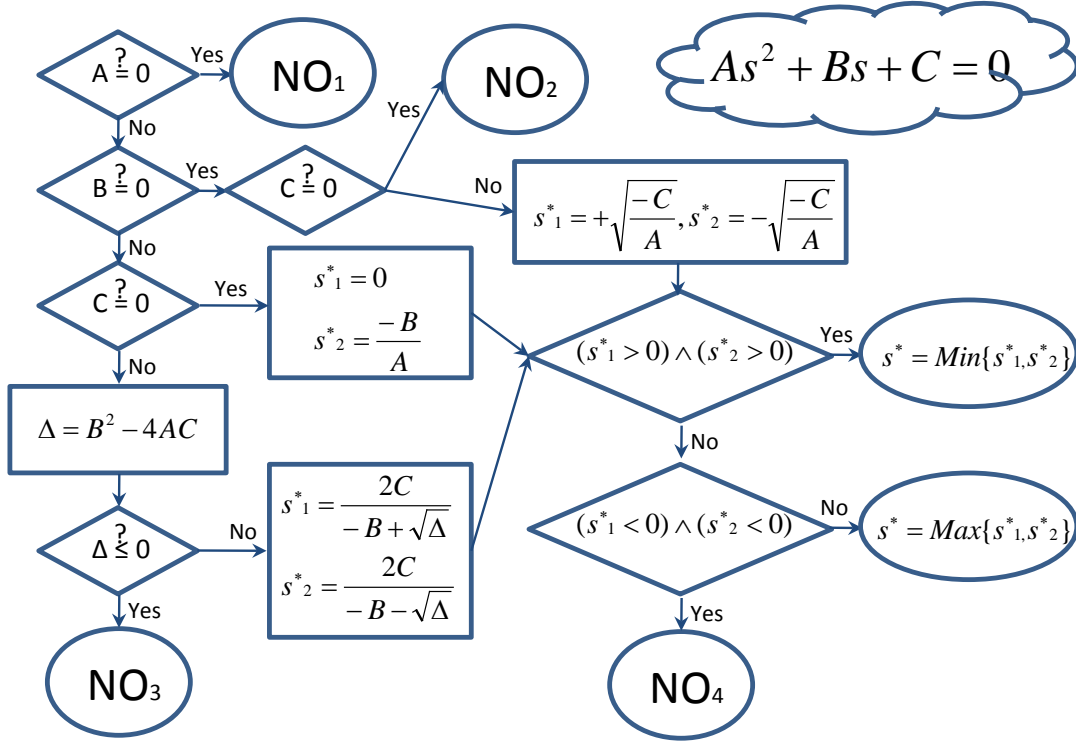 A ≟ 0
Yes
NO₁
NO₂
As² + Bs + C = 0
No
Yes
B ≟ 0
Yes
C ≟ 0
No
s*₁ = +√(-C/A), s*₂ = -√(-C/A)
No
C ≟ 0
Yes
s*₁ = 0
s*₂ = -B/A
(s*₁ > 0) ∧ (s*₂ > 0)
Yes
s* = Min{s*₁, s*₂}
No
Δ = B² - 4AC
No
Δ ≤? 0
No
s*₁ = 2C/(-B + √Δ)
s*₂ = 2C/(-B - √Δ)
(s*₁ < 0) ∧ (s*₂ < 0)
No
s* = Max{s*₁, s*₂}
Yes
NO₃
Yes
NO₄